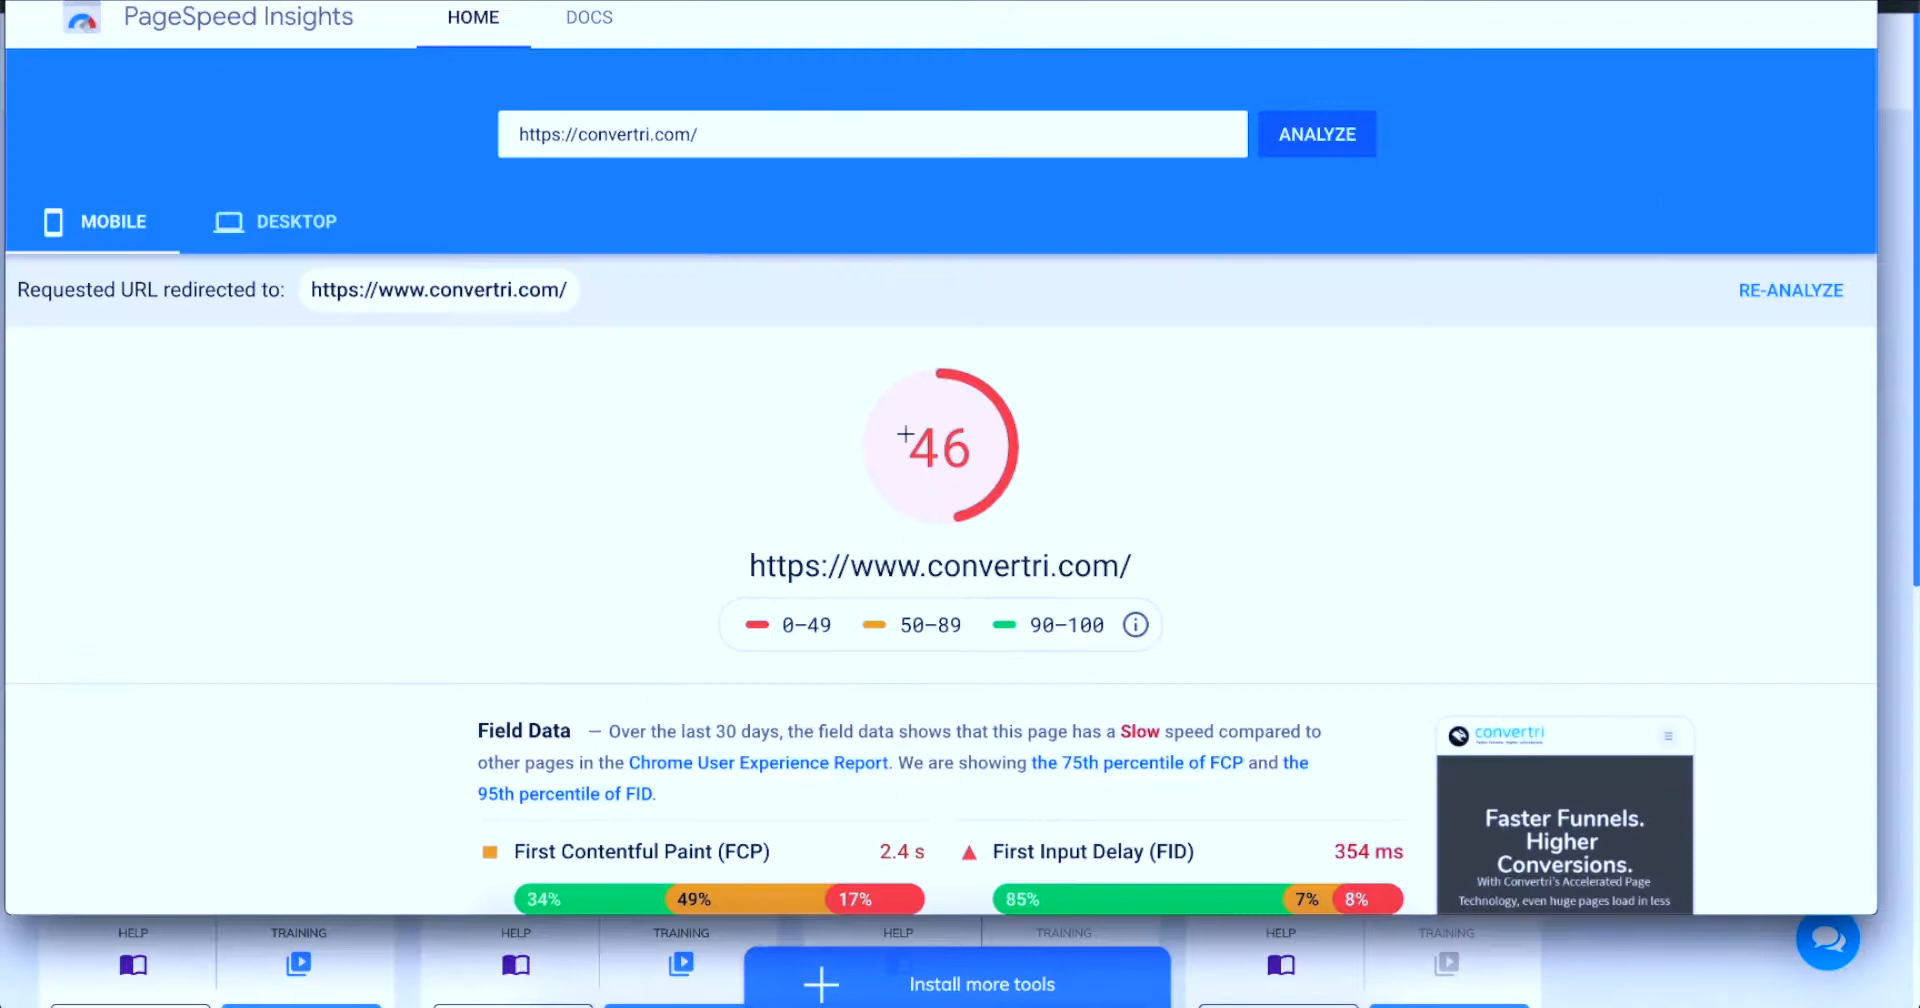 PageSpeed Insights
HOME
DOCS
https://convertri.com/
ANALYZE
MOBILE
DESKTOP
Requested URL redirected to: https://www.convertri.com/
RE-ANALYZE
46
https://www.convertri.com/
0–49
50–89
90–100
Field Data — Over the last 30 days, the field data shows that this page has a Slow speed compared to
other pages in the Chrome User Experience Report. We are showing the 75th percentile of FCP and the
95th percentile of FID.
First Contentful Paint (FCP) 2.4 s
34% 49% 17%
First Input Delay (FID) 354 ms
85% 7% 8%
convertri
Faster Funnels.
Higher
Conversions.
With Convertri's Accelerated Page
Technology, even huge pages load in less
HELP
TRAINING
HELP
TRAINING
HELP
TRAINING
HELP
TRAINING
Install more tools